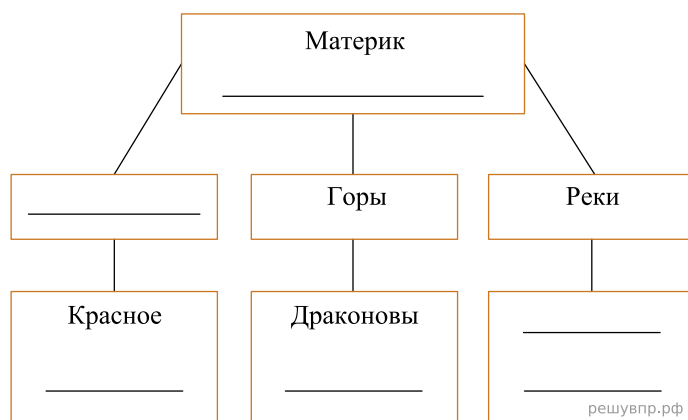 Материк
Горы
Реки
Красное
Драконовы
решувпр.рф